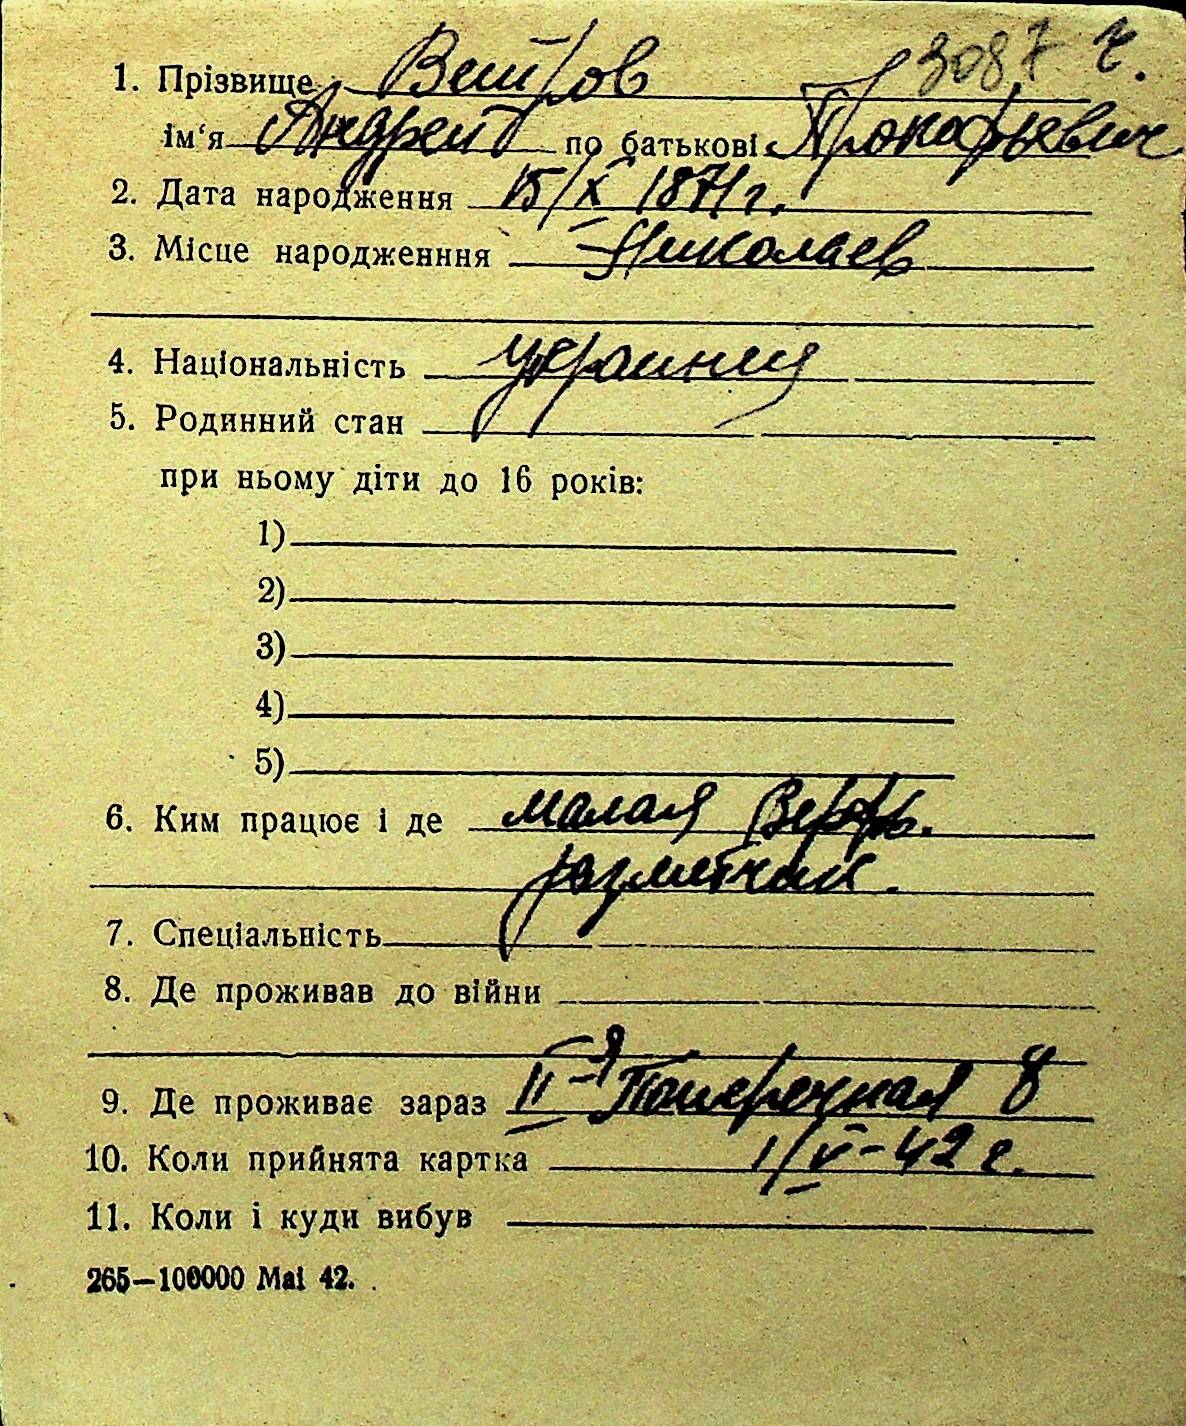 3087 г.
1. Прізвище Ветров
ім‘я Андрей по батькові Прокофьевич
2. Дата народження 15/X 1871 г.
3. Місце народженння Николаев
4. Національність украинец
5. Родинний стан
при ньому діти до 16 років:
1)
2)
3)
4)
5)
6. Ким працює і де малая Верфь.
разметчик.
7. Спеціальність
8. Де проживав до війни
9. Де проживає зараз II-я Поперечная 8
10. Коли прийнята картка 1/V-42 г.
11. Коли і куди вибув
265—100000 Mai 42.